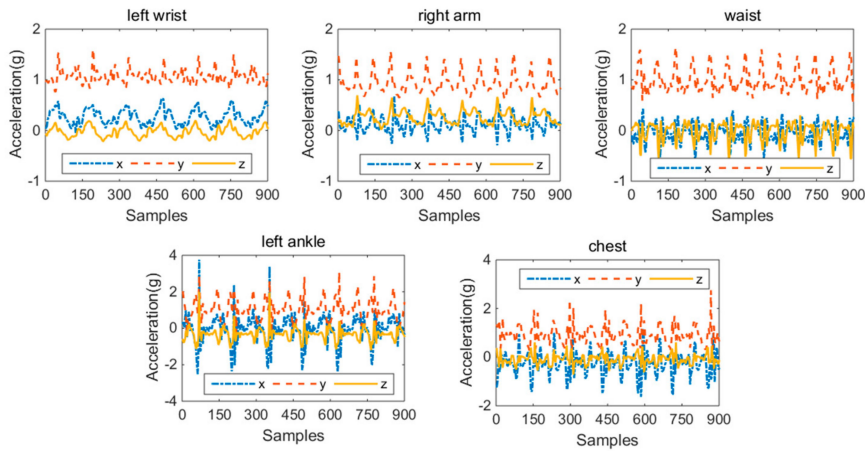 left wrist
right arm
waist
Acceleration(g)
2
1
0
-1
x y z
0 150 300 450 600 750 900
Samples
Acceleration(g)
2
1
0
-1
x y z
0 150 300 450 600 750 900
Samples
Acceleration(g)
2
1
0
-1
x y z
0 150 300 450 600 750 900
Samples
left ankle
chest
Acceleration(g)
4
2
0
-2
-4
x y z
0 150 300 450 600 750 900
Samples
Acceleration(g)
4
2
0
-2
x y z
0 150 300 450 600 750 900
Samples